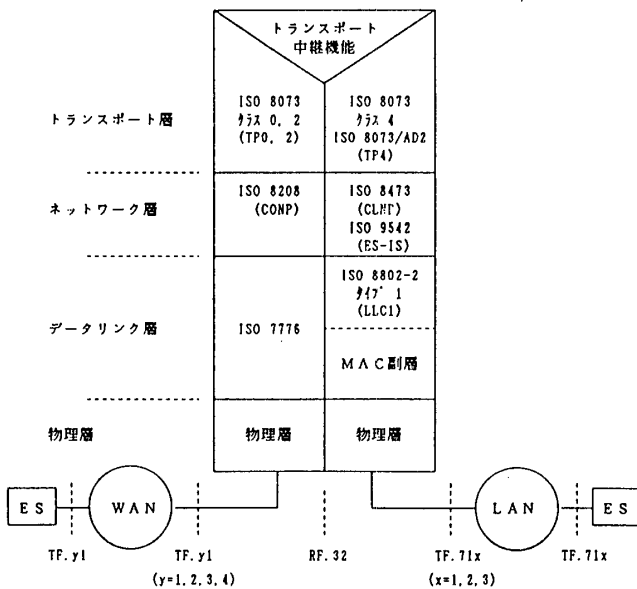 トランスポート
中継機能
トランスポート層
ISO 8073
クラス 0, 2
(TP0, 2)
ISO 8073
クラス 4
ISO 8073/AD2
(TP4)
ネットワーク層
ISO 8208
(CONP)
ISO 8473
(CLNP)
ISO 9542
(ES-IS)
データリンク層
ISO 7776
ISO 8802-2
タイプ 1
(LLC1)
MAC副層
物理層
物理層
物理層
ES
WAN
LAN
ES
TF.y1
TF.y1
RF.32
TF.71x
TF.71x
(y=1, 2, 3, 4)
(x=1, 2, 3)